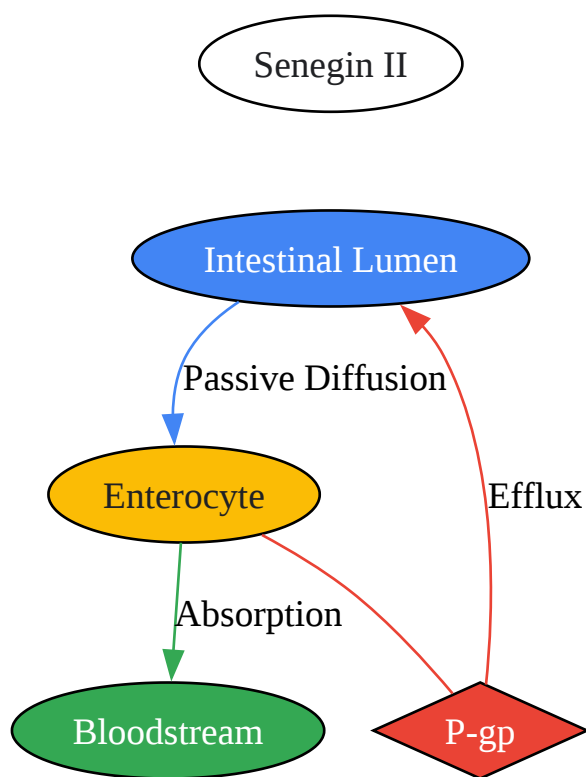 Senegin II
Intestinal Lumen
Passive Diffusion
Enterocyte
Efflux
Absorption
Bloodstream
P-gp